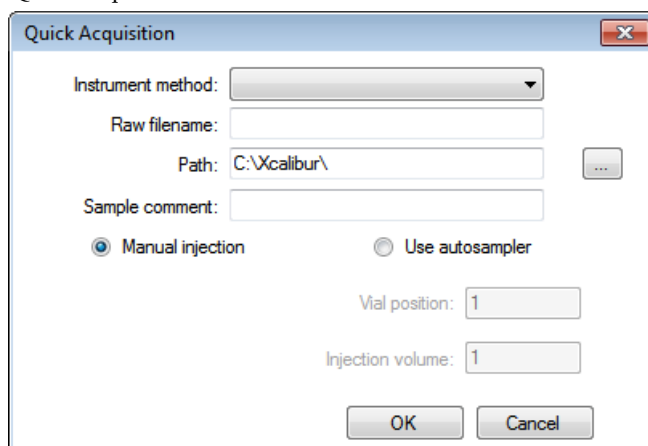 Quick Acquisition
Instrument method:
Raw filename:
Path: C:\Xcalibur\ ...
Sample comment:
Manual injection Use autosampler
Vial position: 1
Injection volume: 1
OK Cancel